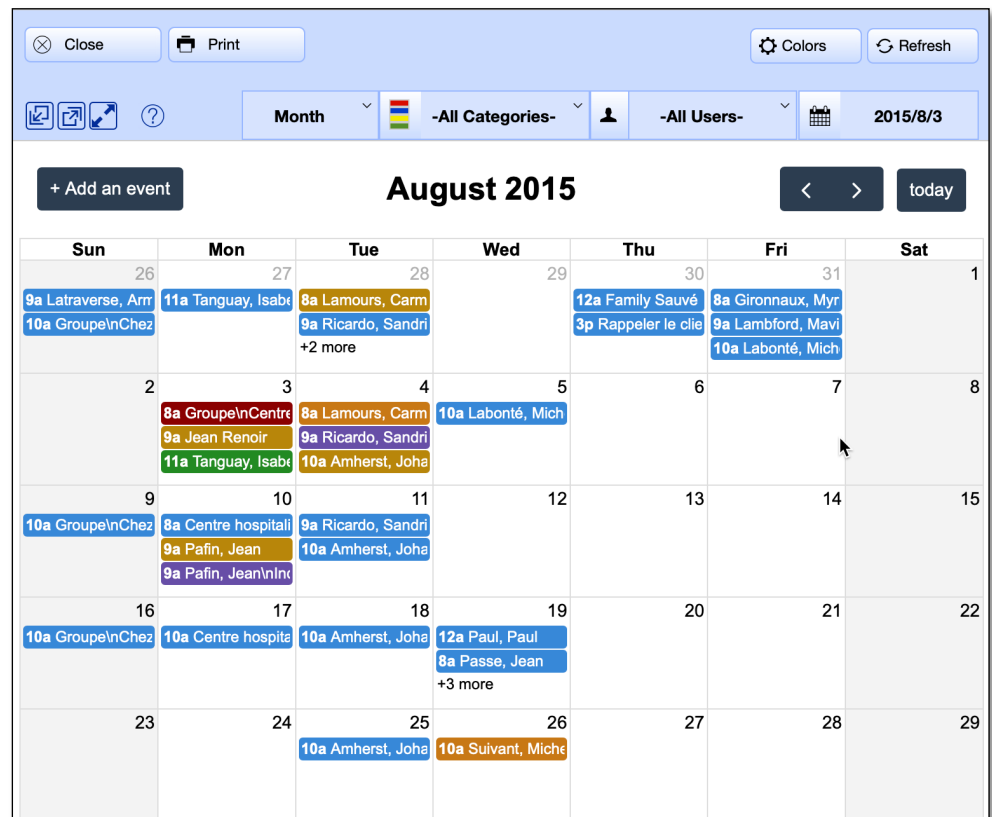 Close Print Colors Refresh
Month -All Categories- -All Users- 2015/8/3
+ Add an event August 2015 today
Sun Mon Tue Wed Thu Fri Sat
26 27 28 29 30 31 1
9a Latraverse, Arm 11a Tanguay, Isabe 8a Lamours, Carm 12a Family Sauvé 8a Gironnaux, Myr
10a Groupe\nChez 9a Ricardo, Sandri 3p Rappeler le clie 9a Lambford, Mavi
+2 more 10a Labonté, Mich
2 3 4 5 6 7 8
8a Groupe\nCentre 8a Lamours, Carm 10a Labonté, Mich
9a Jean Renoir 9a Ricardo, Sandri
11a Tanguay, Isabe 10a Amherst, Joha
9 10 11 12 13 14 15
10a Groupe\nChez 8a Centre hospitali 9a Ricardo, Sandri
9a Pafin, Jean 10a Amherst, Joha
9a Pafin, Jean\nInc
16 17 18 19 20 21 22
10a Groupe\nChez 10a Centre hospita 10a Amherst, Joha 12a Paul, Paul
8a Passe, Jean
+3 more
23 24 25 26 27 28 29
10a Amherst, Joha 10a Suivant, Miche